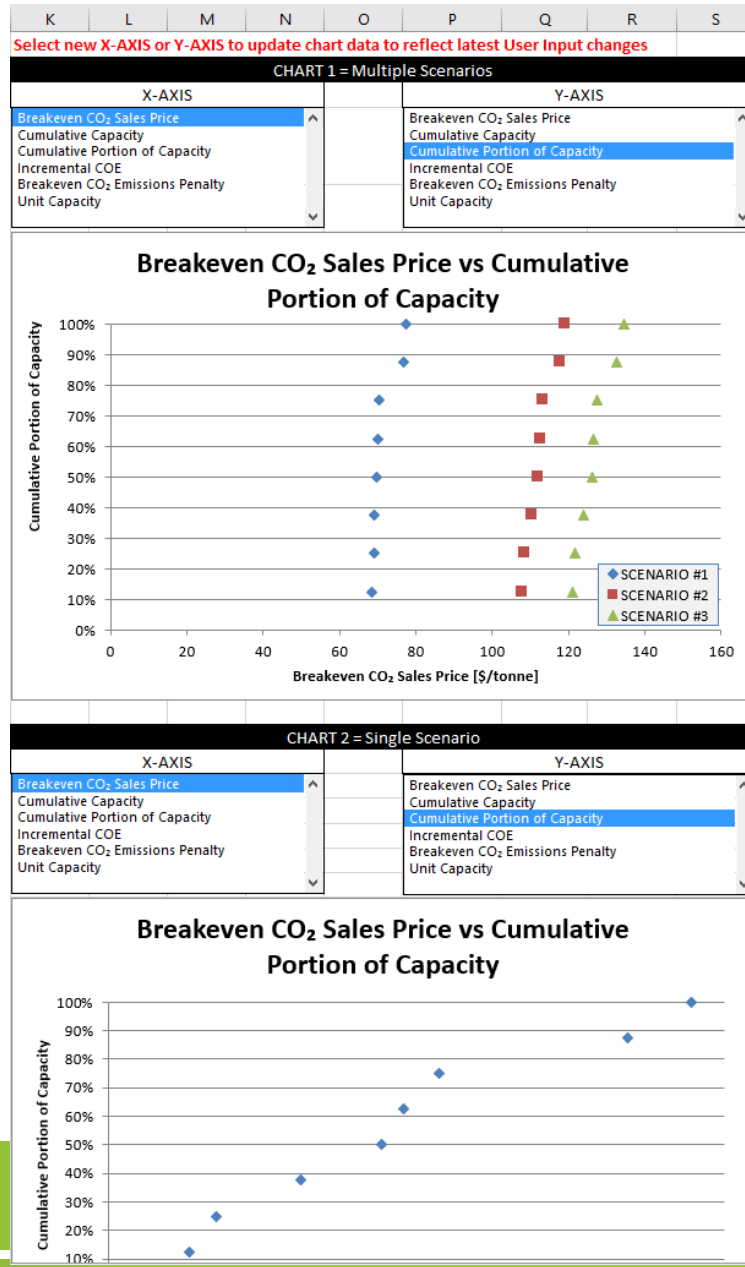 K L M N O P Q R S
Select new X-AXIS or Y-AXIS to update chart data to reflect latest User Input changes
CHART 1 = Multiple Scenarios
X-AXIS Y-AXIS
Breakeven CO₂ Sales Price Breakeven CO₂ Sales Price
Cumulative Capacity Cumulative Capacity
Cumulative Portion of Capacity Cumulative Portion of Capacity
Incremental COE Incremental COE
Breakeven CO₂ Emissions Penalty Breakeven CO₂ Emissions Penalty
Unit Capacity Unit Capacity
Breakeven CO₂ Sales Price vs Cumulative
Portion of Capacity
Cumulative Portion of Capacity
100%
90%
80%
70%
60%
50%
40%
30%
20%
10%
0%
SCENARIO #1
SCENARIO #2
SCENARIO #3
0 20 40 60 80 100 120 140 160
Breakeven CO₂ Sales Price [$/tonne]
CHART 2 = Single Scenario
X-AXIS Y-AXIS
Breakeven CO₂ Sales Price Breakeven CO₂ Sales Price
Cumulative Capacity Cumulative Capacity
Cumulative Portion of Capacity Cumulative Portion of Capacity
Incremental COE Incremental COE
Breakeven CO₂ Emissions Penalty Breakeven CO₂ Emissions Penalty
Unit Capacity Unit Capacity
Breakeven CO₂ Sales Price vs Cumulative
Portion of Capacity
Cumulative Portion of Capacity
100%
90%
80%
70%
60%
50%
40%
30%
20%
10%